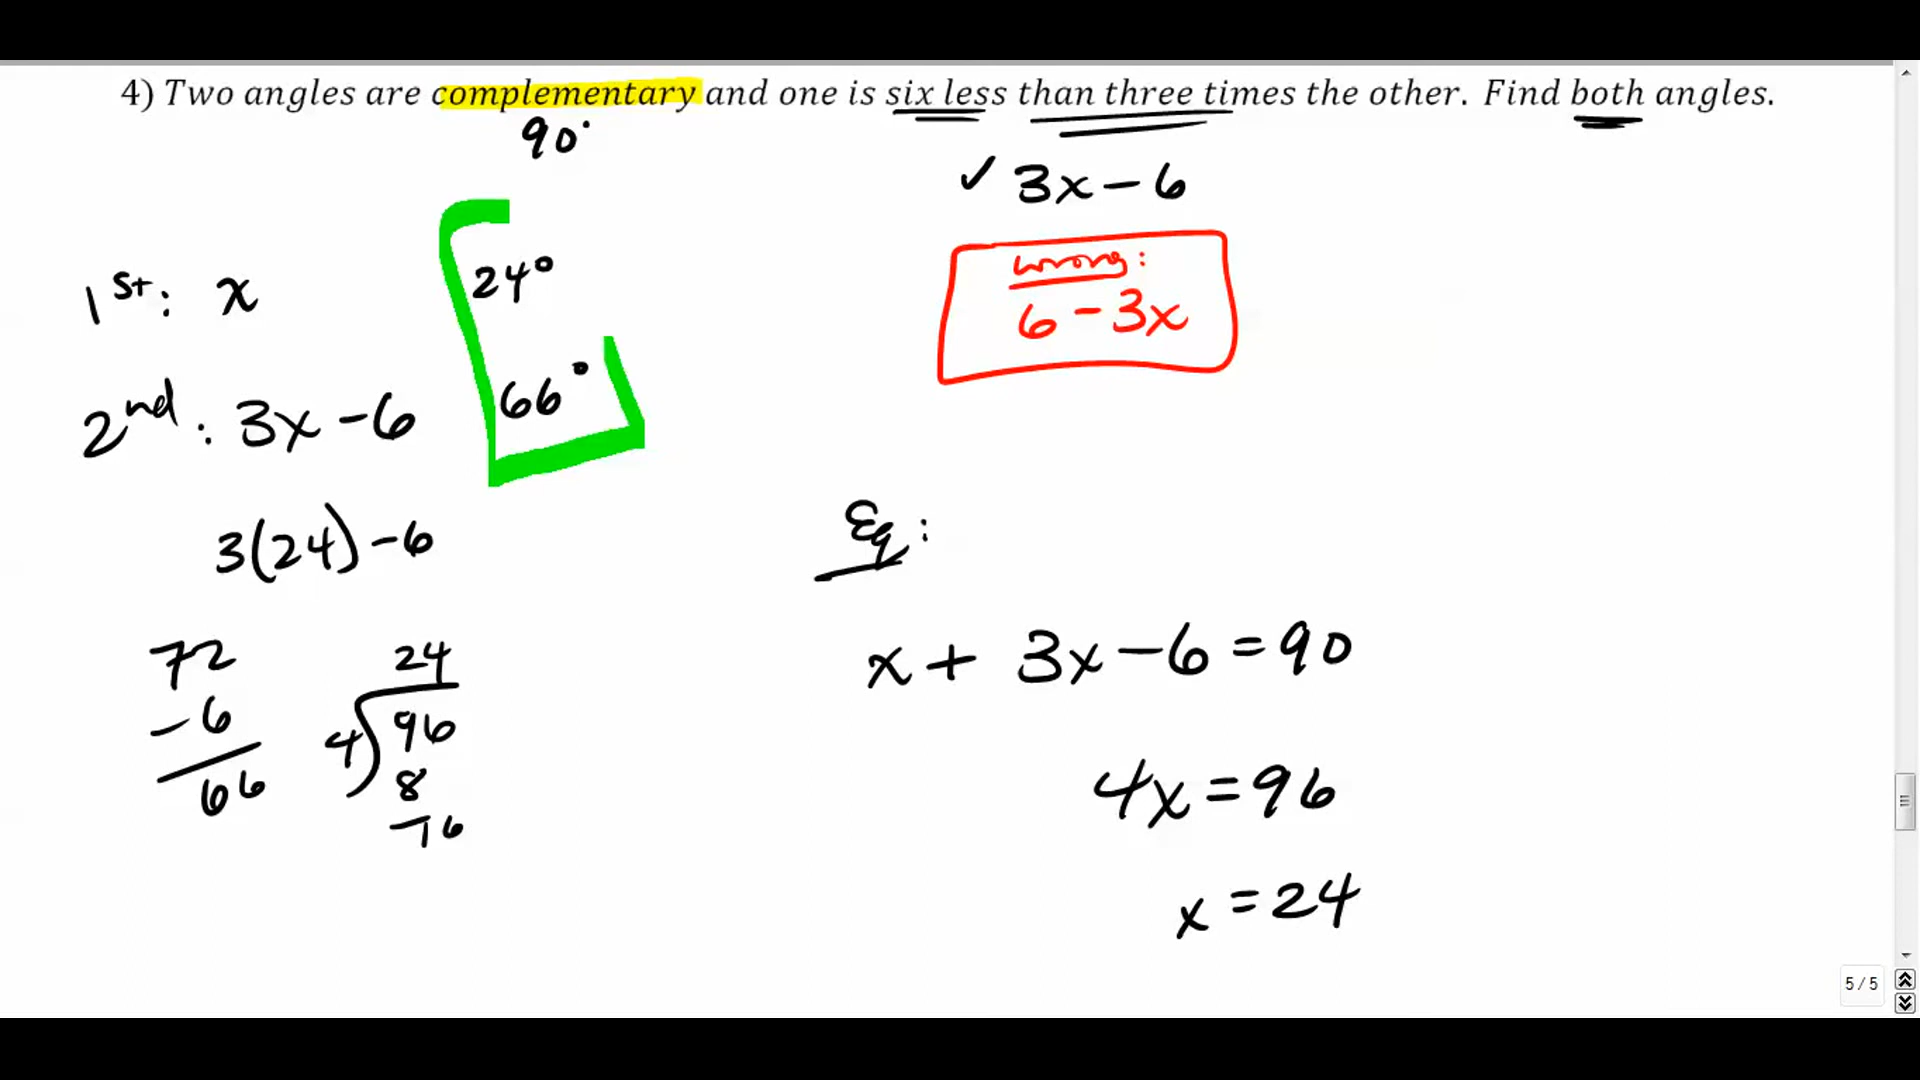 4) Two angles are complementary and one is six less than three times the other. Find both angles.
90°
✓ 3x - 6
wrong:
6 - 3x
1st: x
24°
2nd: 3x - 6
66°
3(24) - 6
Eq:
x + 3x - 6 = 90
72
- 6
66
24
4)96
8
16
4x = 96
x = 24
5 / 5